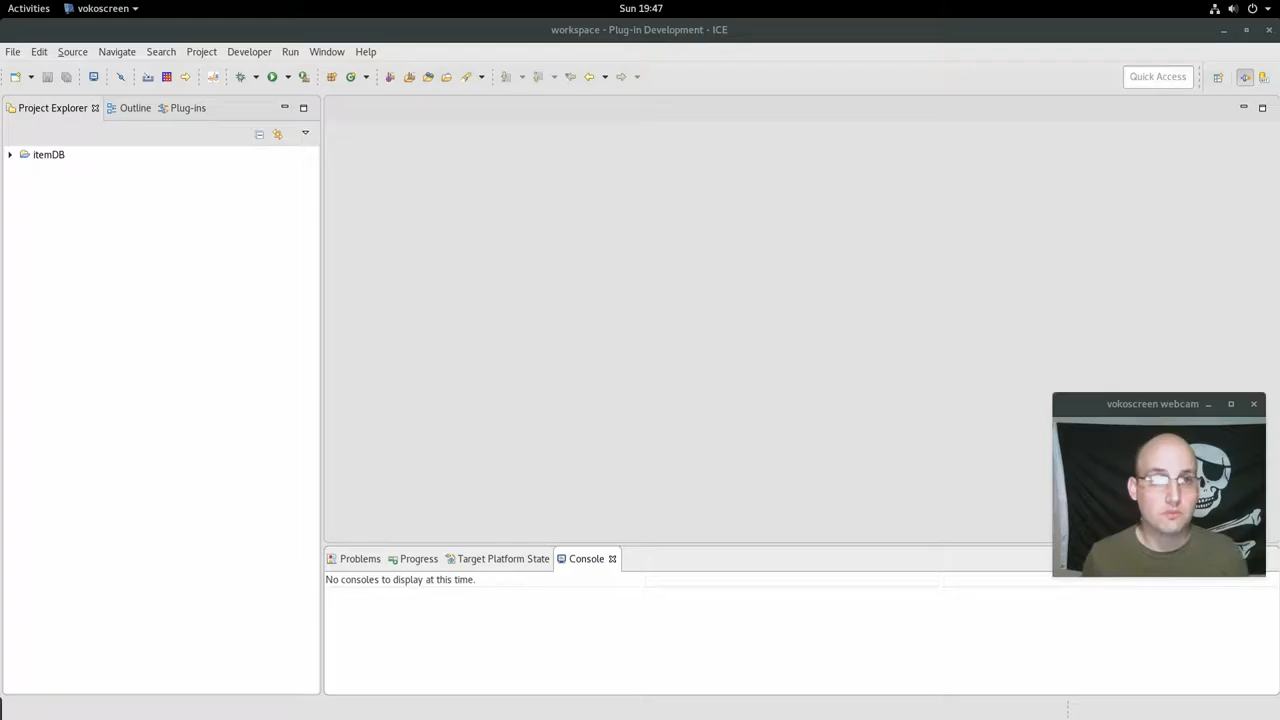 Activities vokoscreen Sun 19:47
workspace - Plug-in Development - ICE
File Edit Source Navigate Search Project Developer Run Window Help
Quick Access
Project Explorer Outline Plug-ins
itemDB
vokoscreen webcam
Problems Progress Target Platform State Console
No consoles to display at this time.